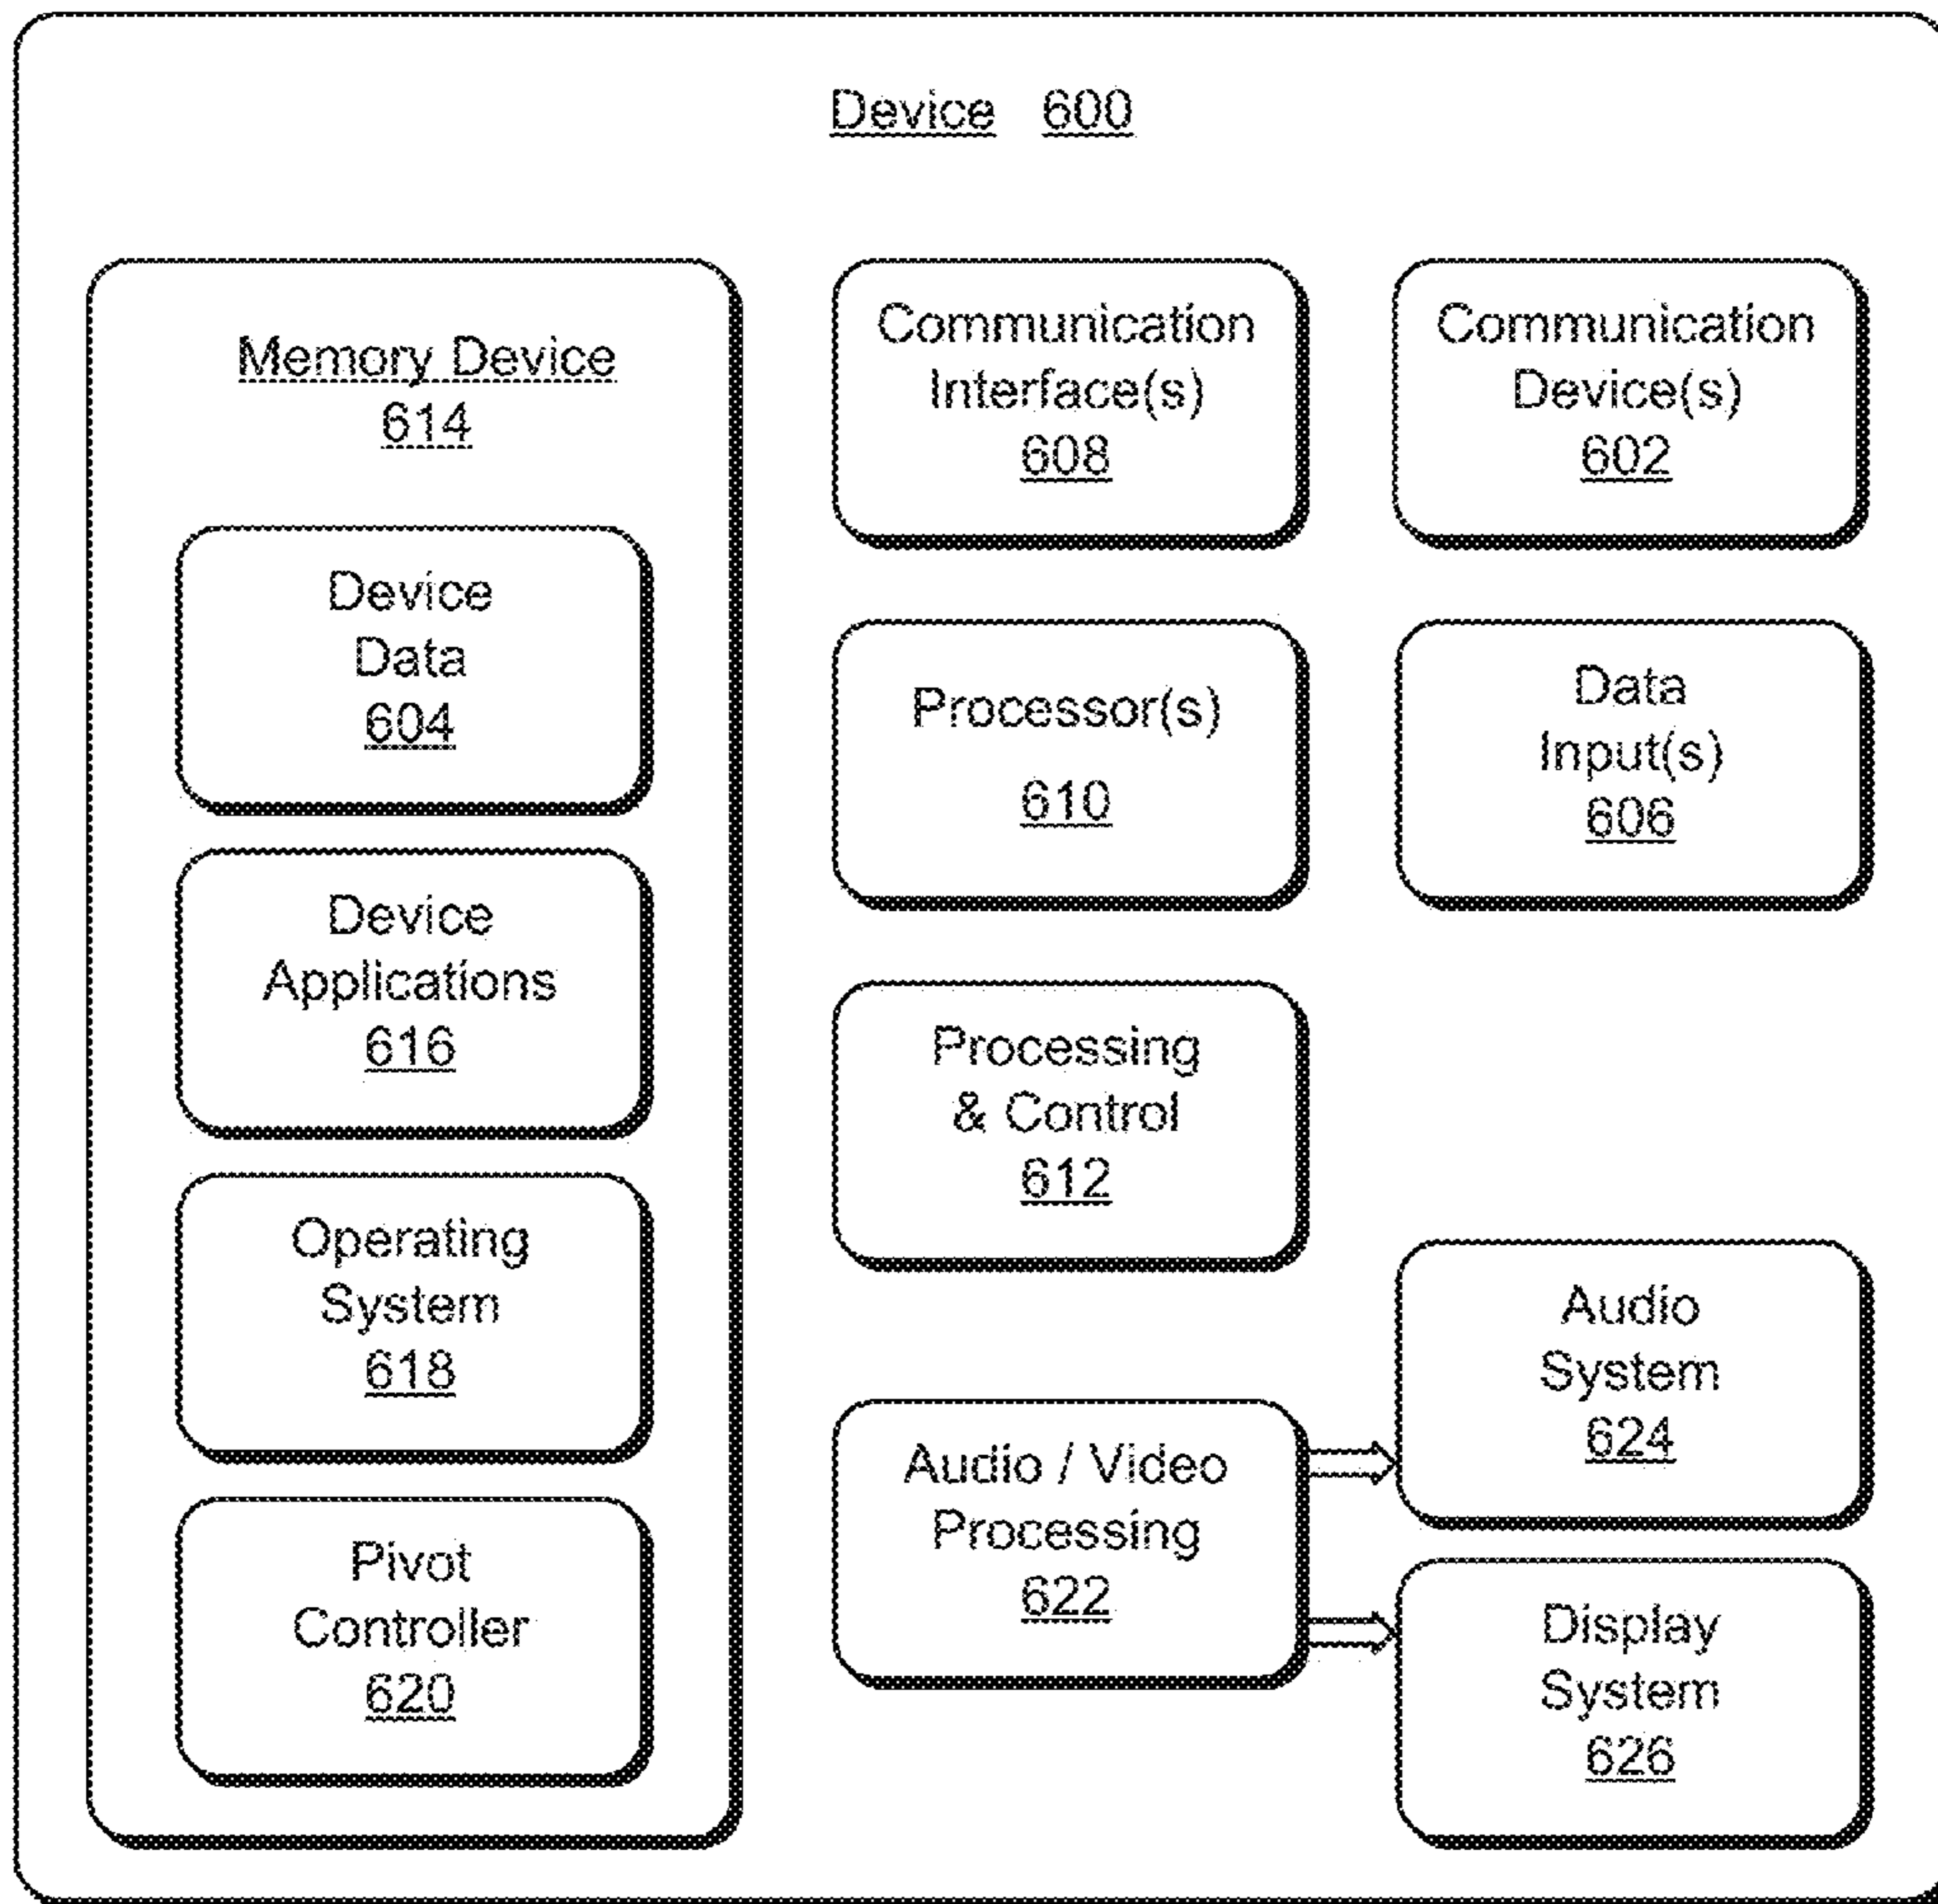 Device 600
Memory Device
614
Device
Data
604
Device
Applications
616
Operating
System
618
Pivot
Controller
620
Communication
Interface(s)
608
Communication
Device(s)
602
Processor(s)
610
Data
Input(s)
606
Processing
& Control
612
Audio / Video
Processing
622
Audio
System
624
Display
System
626